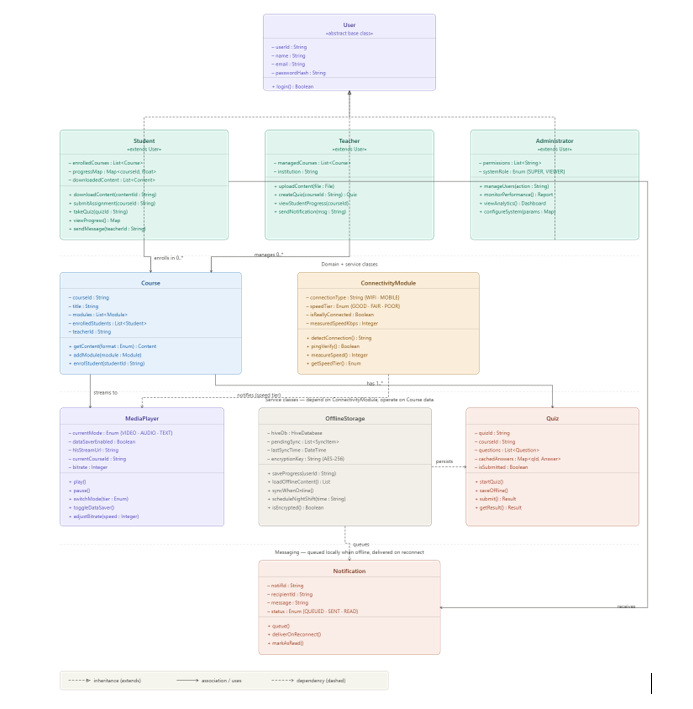 User
«abstract base class»
– userId : String
– name : String
– email : String
– passwordHash : String
+ login() : Boolean
Student
«extends User»
– enrolledCourses : List<Course>
– progressMap : Map<courseId, float>
– downloadedContent : List<Content>
+ downloadContent(contentId : String)
+ submitAssignment(courseId : String)
+ takeQuiz(quizId : String)
+ viewProgress() : Map
+ sendMessage(teacherId : String)
Teacher
«extends User»
– managedCourses : List<Course>
– institution : String
+ uploadContent(file : File)
+ createQuiz(courseId : String) : Quiz
+ viewStudentProgress(courseId)
+ sendNotification(msg : String)
Administrator
«extends User»
– permissions : List<String>
– systemRole : Enum (SUPER, VIEWER)
+ manageUsers(action : String)
+ monitorPerformance() : Report
+ viewAnalytics() : Dashboard
+ configureSystem(params : Map)
enrolls in 0..*
manages 0..*
Domain + service classes
Course
– courseId : String
– title : String
– modules : List<Module>
– enrolledStudents : List<Student>
– teacherId : String
+ getContent(format : Enum) : Content
+ addModule(module : Module)
+ enrolStudent(studentId : String)
ConnectivityModule
– connectionType : String (WIFI · MOBILE)
– speedTier : Enum (GOOD · FAIR · POOR)
– isReallyConnected : Boolean
– measuredSpeedKbps : Integer
+ detectConnection() : String
+ pingVerify() : Boolean
+ measureSpeed() : Integer
+ getSpeedTier() : Enum
has 1..*
streams to
notifies (speed tier)
Service classes — depend on ConnectivityModule, operate on Course data
MediaPlayer
– currentMode : Enum (VIDEO · AUDIO · TEXT)
– dataSaverEnabled : Boolean
– hlsStreamUrl : String
– currentCourseId : String
– bitrate : Integer
+ play()
+ pause()
+ switchMode(tier : Enum)
+ toggleDataSaver()
+ adjustBitrate(speed : Integer)
OfflineStorage
– hiveDb : HiveDatabase
– pendingSync : List<SyncItem>
– lastSyncTime : DateTime
– encryptionKey : String (AES-256)
+ saveProgress(userId : String)
+ loadOfflineContent() : List
+ syncWhenOnline()
+ scheduleNightShift(time : String)
+ isEncrypted() : Boolean
persists
Quiz
– quizId : String
– courseId : String
– questions : List<Question>
– cachedAnswers : Map<qId, Answer>
– isSubmitted : Boolean
+ startQuiz()
+ saveOffline()
+ submit() : Result
+ getResult() : Result
queues
Messaging — queued locally when offline, delivered on reconnect
Notification
– notifId : String
– recipientId : String
– message : String
– status : Enum (QUEUED · SENT · READ)
+ queue()
+ deliverOnReconnect()
+ markAsRead()
receives
inheritance (extends)
association / uses
dependency (dashed)